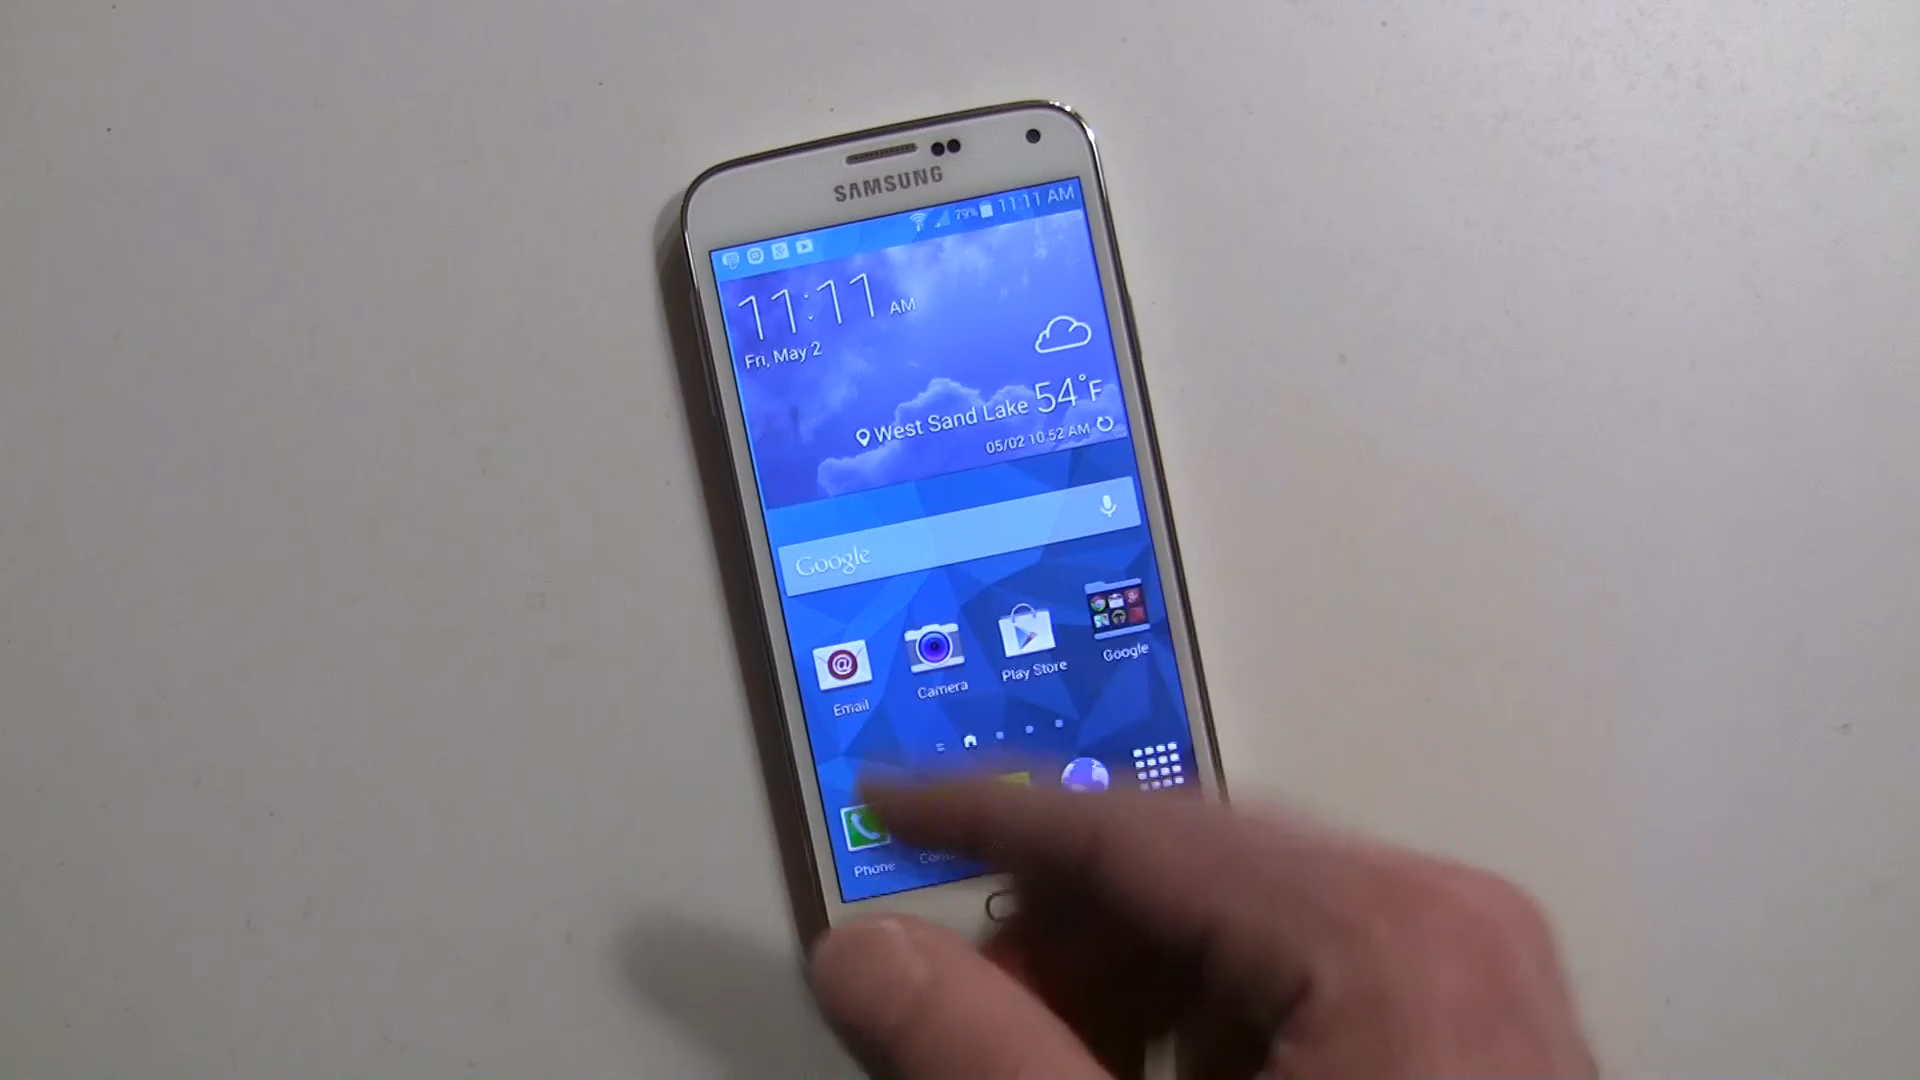 SAMSUNG
79% 11:11 AM
11:11 AM
Fri, May 2
54°F
West Sand Lake
05/02 10:52 AM
Google
Email
Camera
Play Store
Google
Phone